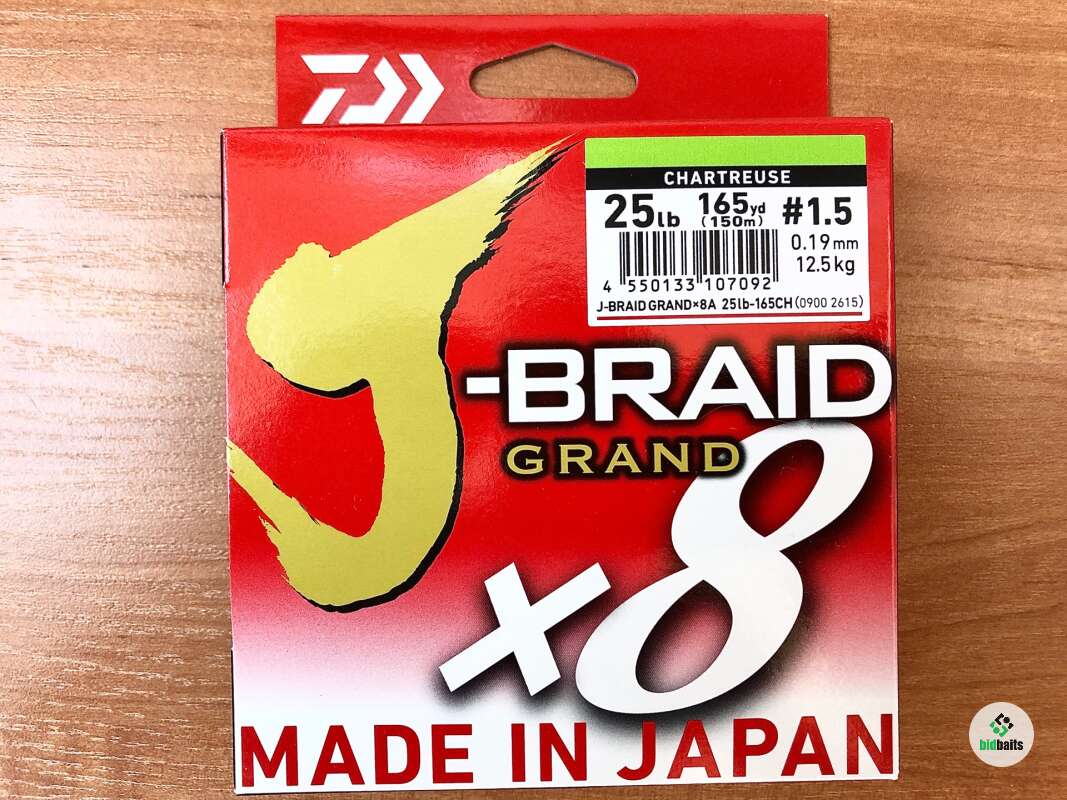 CHARTREUSE
25lb 165yd (150m) #1.5
0.19mm
12.5kg
4 550133 107092
J-BRAID GRAND×8A 25lb-165CH (0900 2615)
J-BRAID
GRAND
×8
MADE IN JAPAN
bidbaits